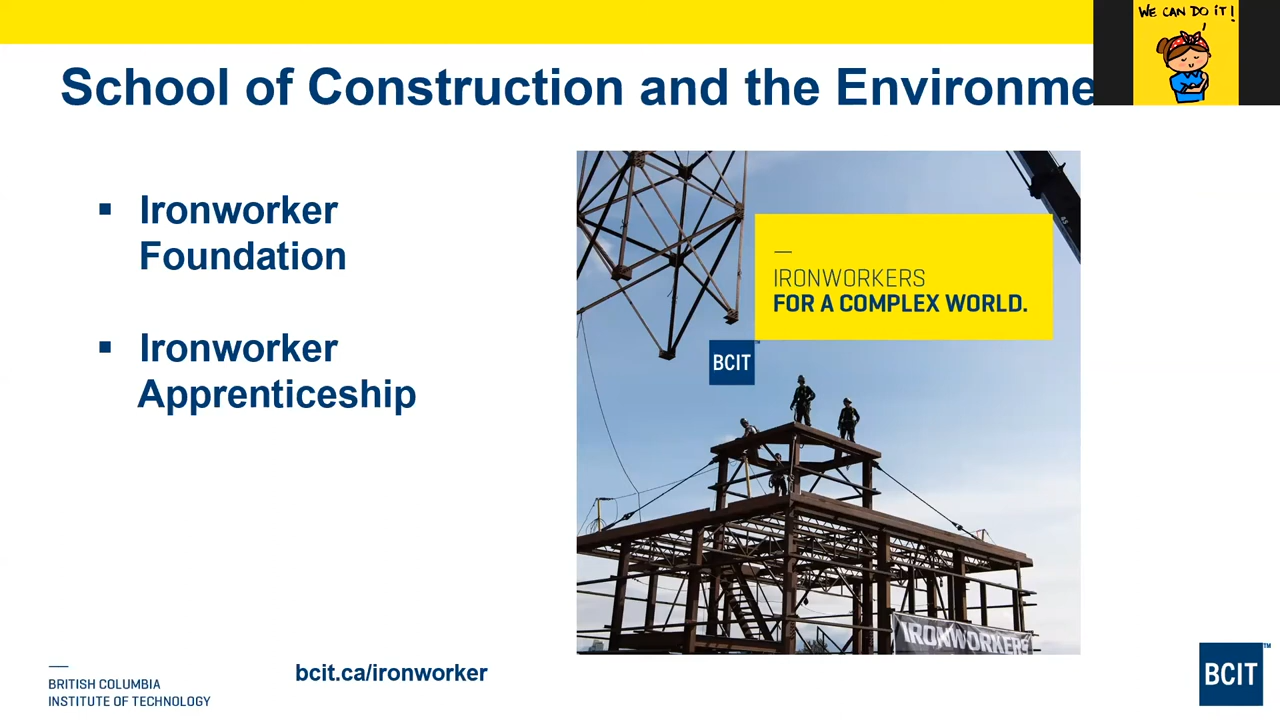 WE CAN DO IT!
School of Construction and the Environme
▪ Ironworker
Foundation
▪ Ironworker
Apprenticeship
IRONWORKERS
FOR A COMPLEX WORLD.
BCIT
IRONWORKERS
bcit.ca/ironworker
BRITISH COLUMBIA
INSTITUTE OF TECHNOLOGY
BCIT™